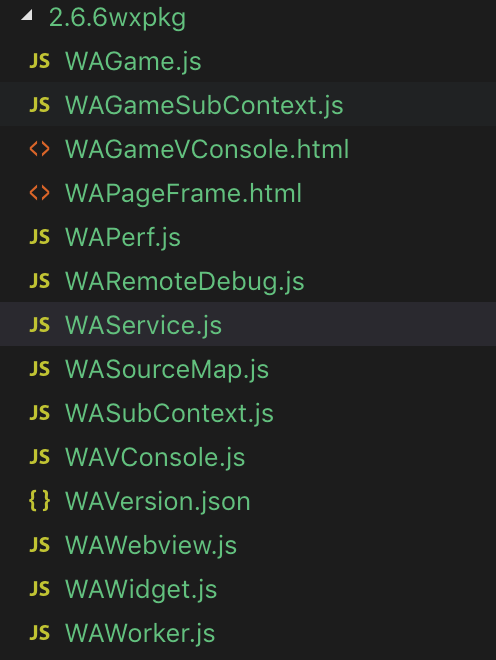 2.6.6wxpkg
JS WAGame.js
JS WAGameSubContext.js
<> WAGameVConsole.html
<> WAPageFrame.html
JS WAPerf.js
JS WARemoteDebug.js
JS WAService.js
JS WASourceMap.js
JS WASubContext.js
JS WAVConsole.js
{} WAVersion.json
JS WAWebview.js
JS WAWidget.js
JS WAWorker.js